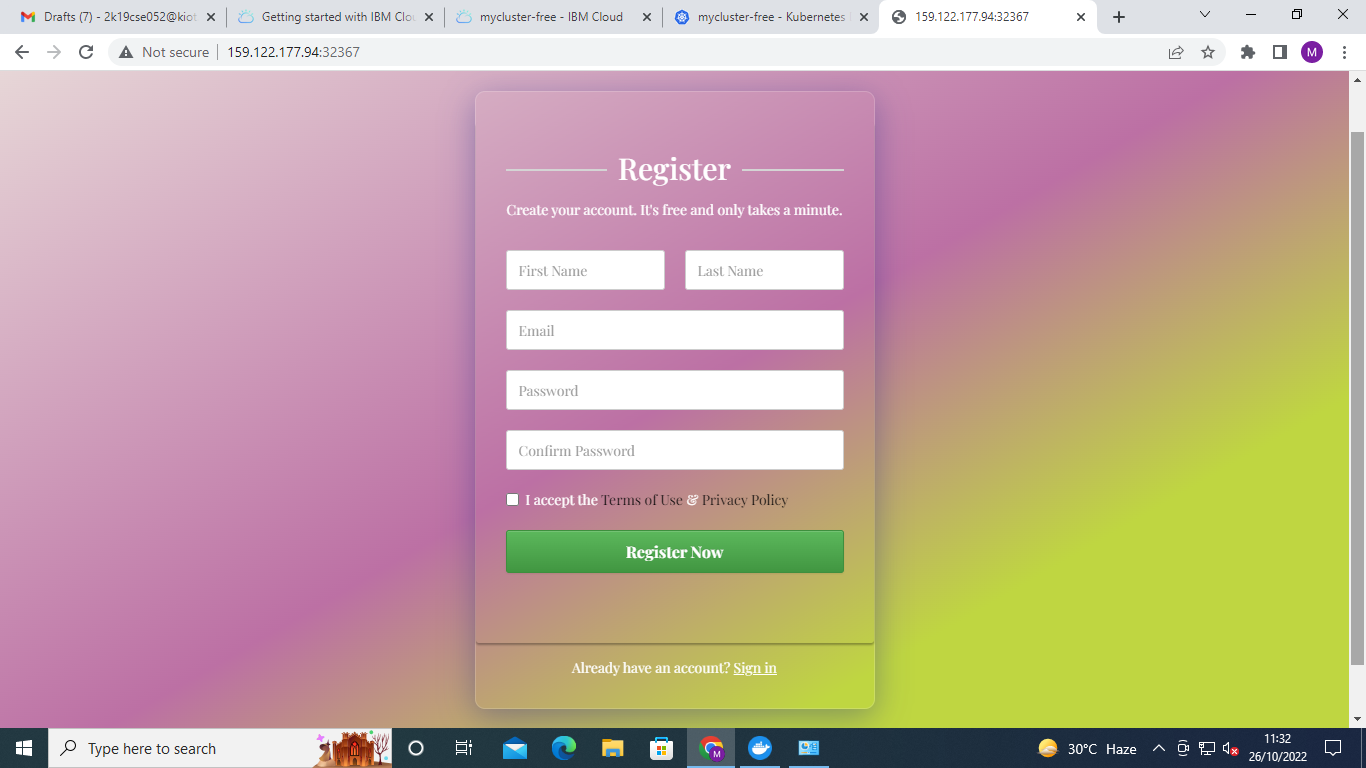 Drafts (7) - 2k19cse052@kiot.
Getting started with IBM Clou
mycluster-free - IBM Cloud
mycluster-free - Kubernetes
159.122.177.94:32367
Not secure
159.122.177.94:32367
M
Register
Create your account. It's free and only takes a minute.
First Name
Last Name
Email
Password
Confirm Password
I accept the Terms of Use & Privacy Policy
Register Now
Already have an account? Sign in
Type here to search
M
30°C Haze
11:32
26/10/2022